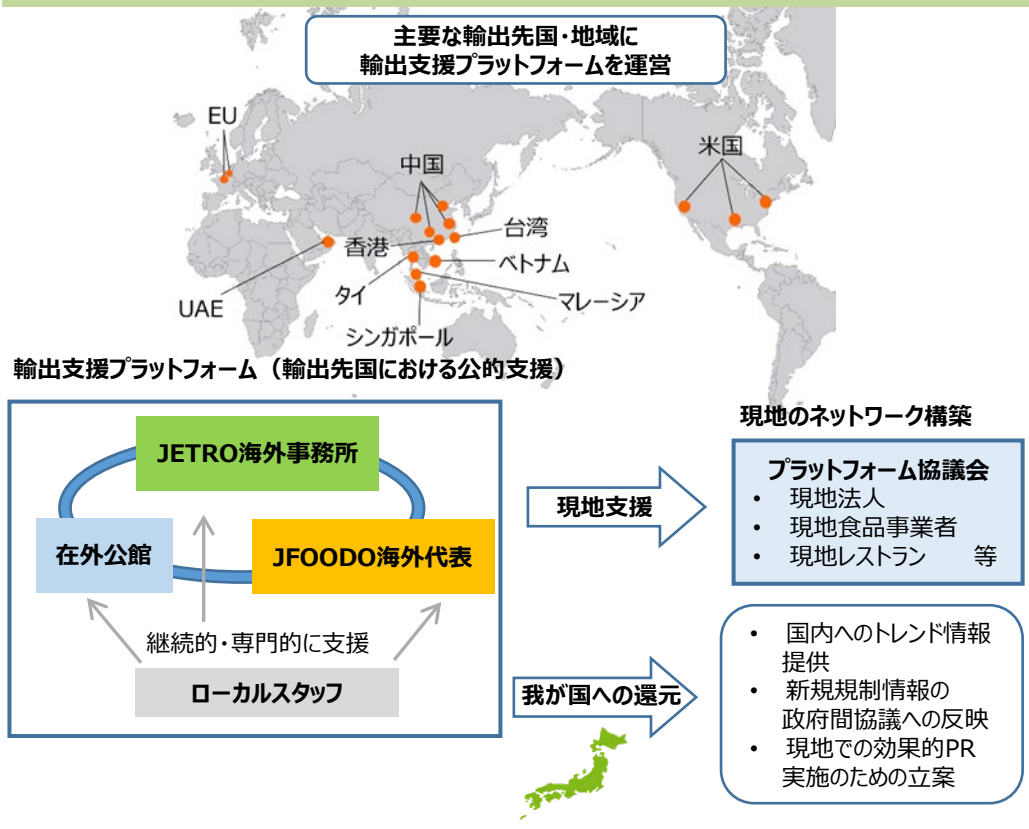 主要な輸出先国・地域に
輸出支援プラットフォームを運営
EU
中国
米国
香港
台湾
ベトナム
タイ
マレーシア
UAE
シンガポール
輸出支援プラットフォーム（輸出先国における公的支援）
JETRO海外事務所
在外公館
JFOODO海外代表
継続的・専門的に支援
ローカルスタッフ
現地支援
現地のネットワーク構築
プラットフォーム協議会
• 現地法人
• 現地食品事業者
• 現地レストラン　等
我が国への還元
• 国内へのトレンド情報
提供
• 新規規制情報の
政府間協議への反映
• 現地での効果的PR
実施のための立案